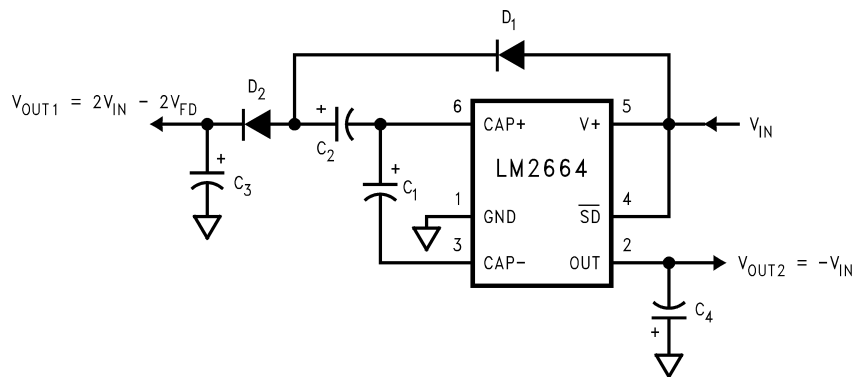 D1
D2
VOUT1 = 2VIN - 2VFD
+
C2
6
CAP+
V+
5
VIN
+
C3
+
C1
LM2664
1
GND
SD
4
3
CAP-
OUT
2
VOUT2 = -VIN
C4
+